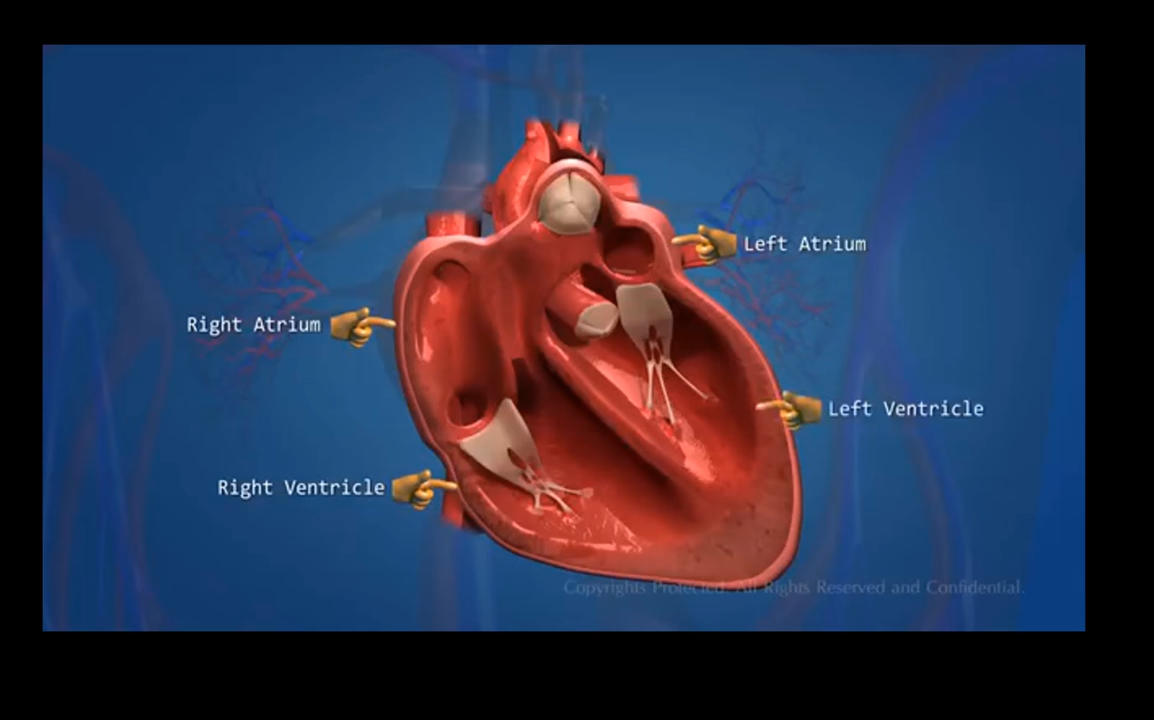 Left Atrium
Right Atrium
Left Ventricle
Right Ventricle
Copyrights Protected. All Rights Reserved and Confidential.